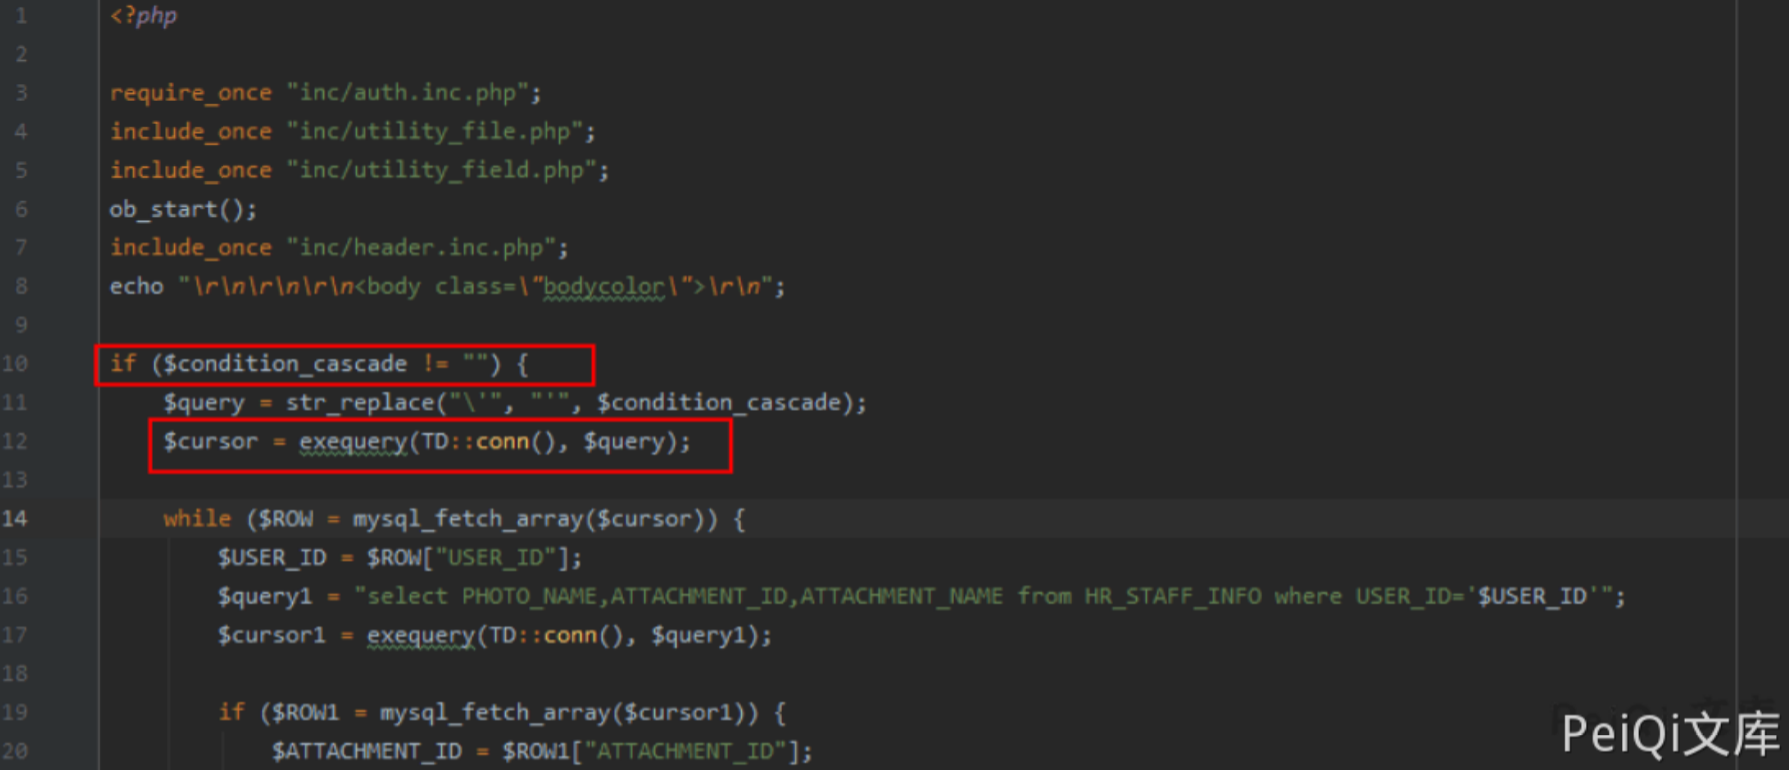 1 <?php
2
3 require_once "inc/auth.inc.php";
4 include_once "inc/utility_file.php";
5 include_once "inc/utility_field.php";
6 ob_start();
7 include_once "inc/header.inc.php";
8 echo "\r\n\r\n\r\n<body class=\"bodycolor\">\r\n";
9
10 if ($condition_cascade != "") {
11 $query = str_replace("\'", "'", $condition_cascade);
12 $cursor = exequery(TD::conn(), $query);
13
14 while ($ROW = mysql_fetch_array($cursor)) {
15 $USER_ID = $ROW["USER_ID"];
16 $query1 = "select PHOTO_NAME,ATTACHMENT_ID,ATTACHMENT_NAME from HR_STAFF_INFO where USER_ID='$USER_ID'";
17 $cursor1 = exequery(TD::conn(), $query1);
18
19 if ($ROW1 = mysql_fetch_array($cursor1)) {
20 $ATTACHMENT_ID = $ROW1["ATTACHMENT_ID"];
PeiQi文库